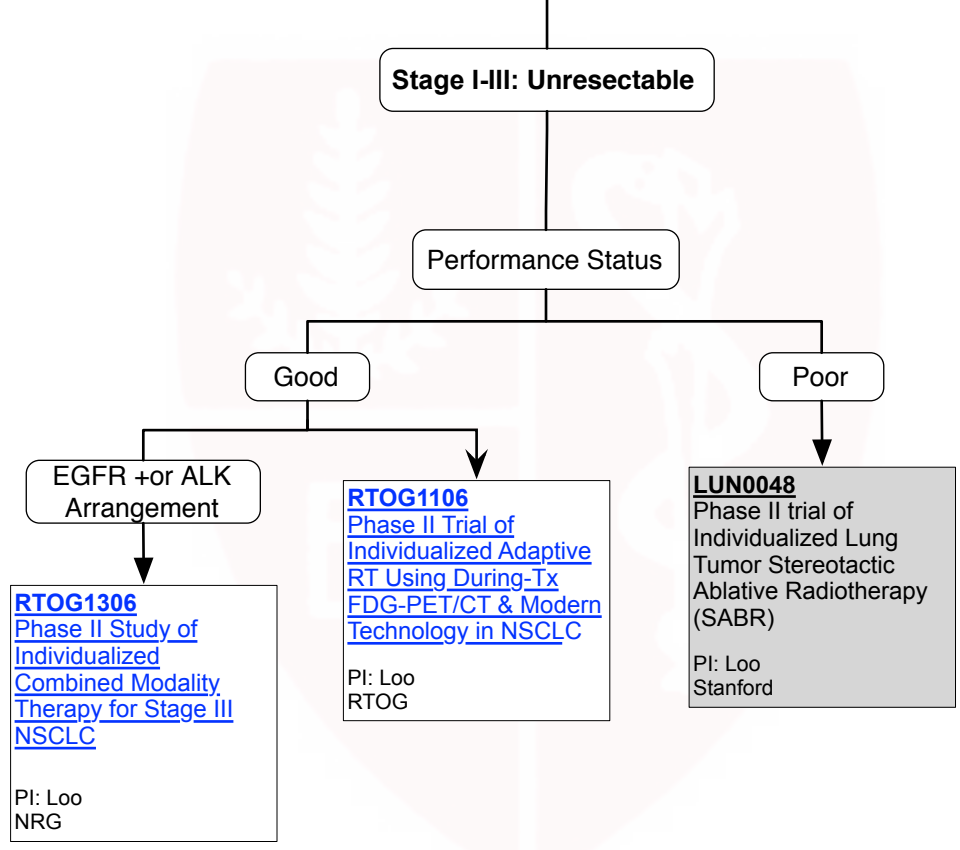 Stage I-III: Unresectable
Performance Status
Good
Poor
EGFR +or ALK
Arrangement
RTOG1306
Phase II Study of
Individualized
Combined Modality
Therapy for Stage III
NSCLC
PI: Loo
NRG
RTOG1106
Phase II Trial of
Individualized Adaptive
RT Using During-Tx
FDG-PET/CT & Modern
Technology in NSCLC
PI: Loo
RTOG
LUN0048
Phase II trial of
Individualized Lung
Tumor Stereotactic
Ablative Radiotherapy
(SABR)
PI: Loo
Stanford